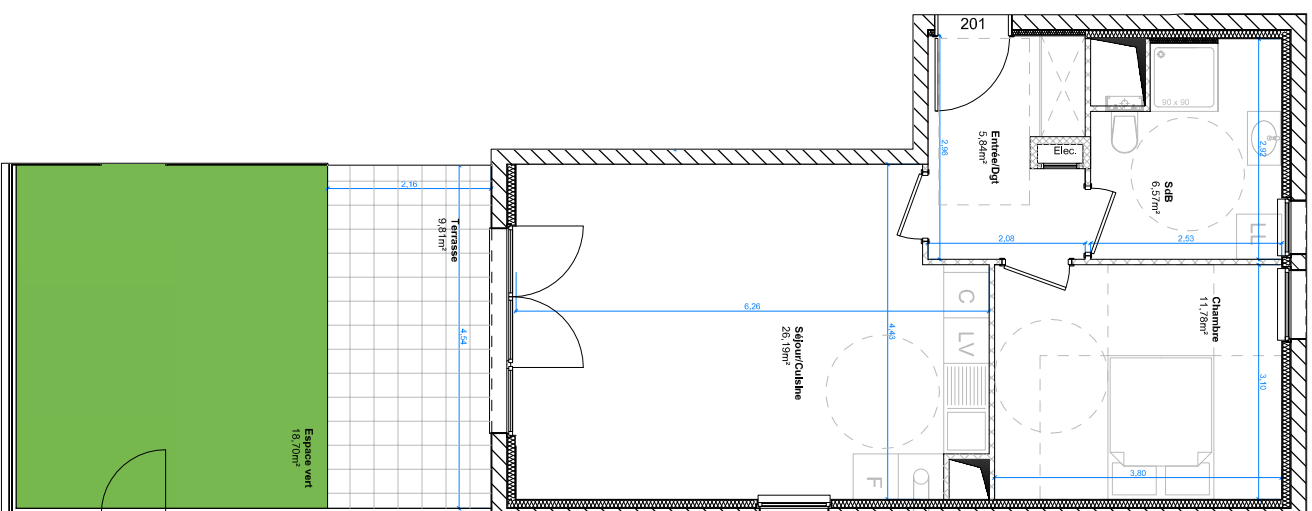 201
Entrée/Dgt
5,84m²
2,96
Elec.
90 x 90
SdB
6,57m²
2,92
LL
2,08
2,53
Terrasse
9,81m²
2,16
4,54
Espace vert
18,70m²
Séjour/Cuisine
26,19m²
6,26
4,43
C
LV
F
Chambre
11,78m²
3,10
3,80